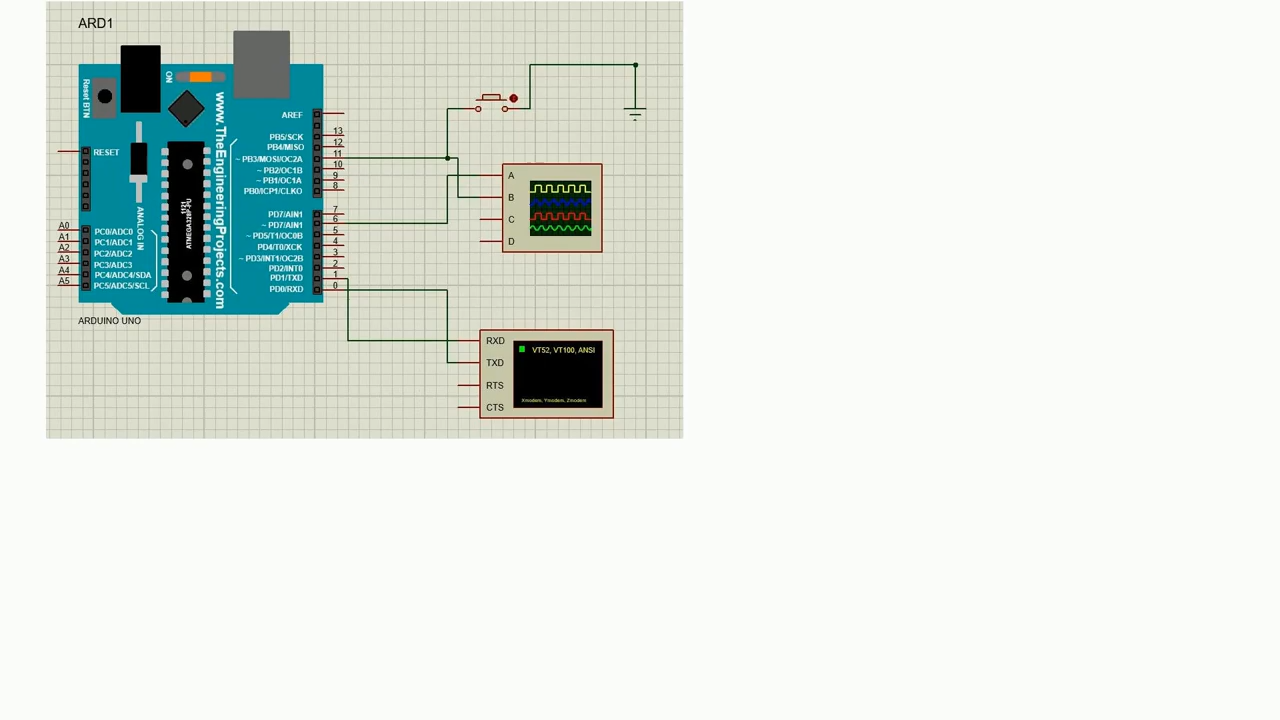 ARD1
ON
Reset BTN
www.TheEngineeringProjects.com
AREF
PB5/SCK 13
PB4/MISO 12
~ PB3/MOSI/OC2A 11
~ PB2/OC1B 10
~ PB1/OC1A 9
PB0/ICP1/CLKO 8
RESET
ANALOG IN
PD7/AIN1 7
~ PD7/AIN1 6
~ PD5/T1/OC0B 5
PD4/T0/XCK 4
~ PD3/INT1/OC2B 3
PD2/INT0 2
PD1/TXD 1
PD0/RXD 0
A0 PC0/ADC0
A1 PC1/ADC1
A2 PC2/ADC2
A3 PC3/ADC3
A4 PC4/ADC4/SDA
A5 PC5/ADC5/SCL
ARDUINO UNO
A
B
C
D
RXD
TXD
RTS
CTS
VT52, VT100, ANSI
Xmodem, Ymodem, Zmodem